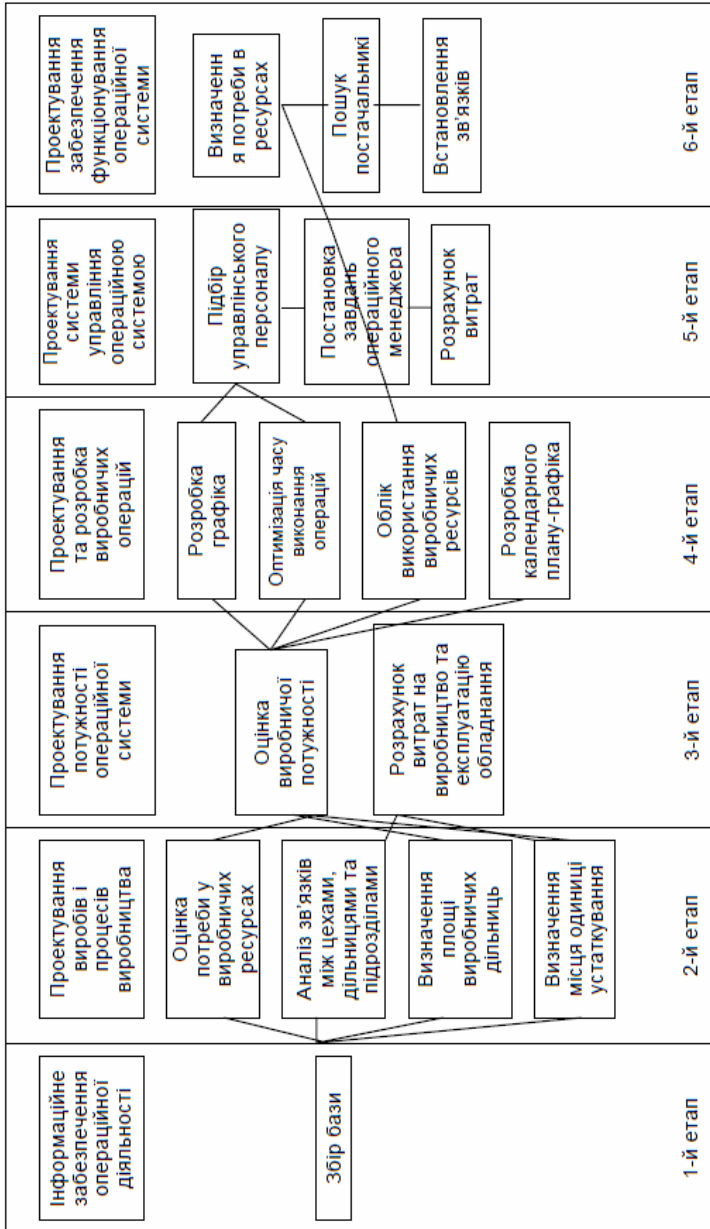 Інформаційне
забезпечення
операційної
діяльності
Збір бази
1-й етап
Проектування
виробів і
процесів
виробництва
Оцінка
потреби у
виробничих
ресурсах
Аналіз зв'язків
між цехами,
дільницями та
підрозділами
Визначення
площі
виробничих
дільниць
Визначення
місця одиниці
устаткування
2-й етап
Проектування
потужності
операційної
системи
Оцінка
виробничої
потужності
Розрахунок
витрат на
виробництво та
експлуатацію
обладнання
3-й етап
Проектування
та розробка
виробничих
операцій
Розробка
графіка
Оптимізація часу
виконання
операцій
Облік
використання
виробничих
ресурсів
Розробка
календарного
плану-графіка
4-й етап
Проектування
системи
управління
операційною
системою
Підбір
управлінського
персоналу
Постановка
завдань
операційного
менеджера
Розрахунок
витрат
5-й етап
Проектування
забезпечення
функціонування
операційної
системи
Визначенн
я потреби в
ресурсах
Пошук
постачальникі
Встановлення
зв'язків
6-й етап